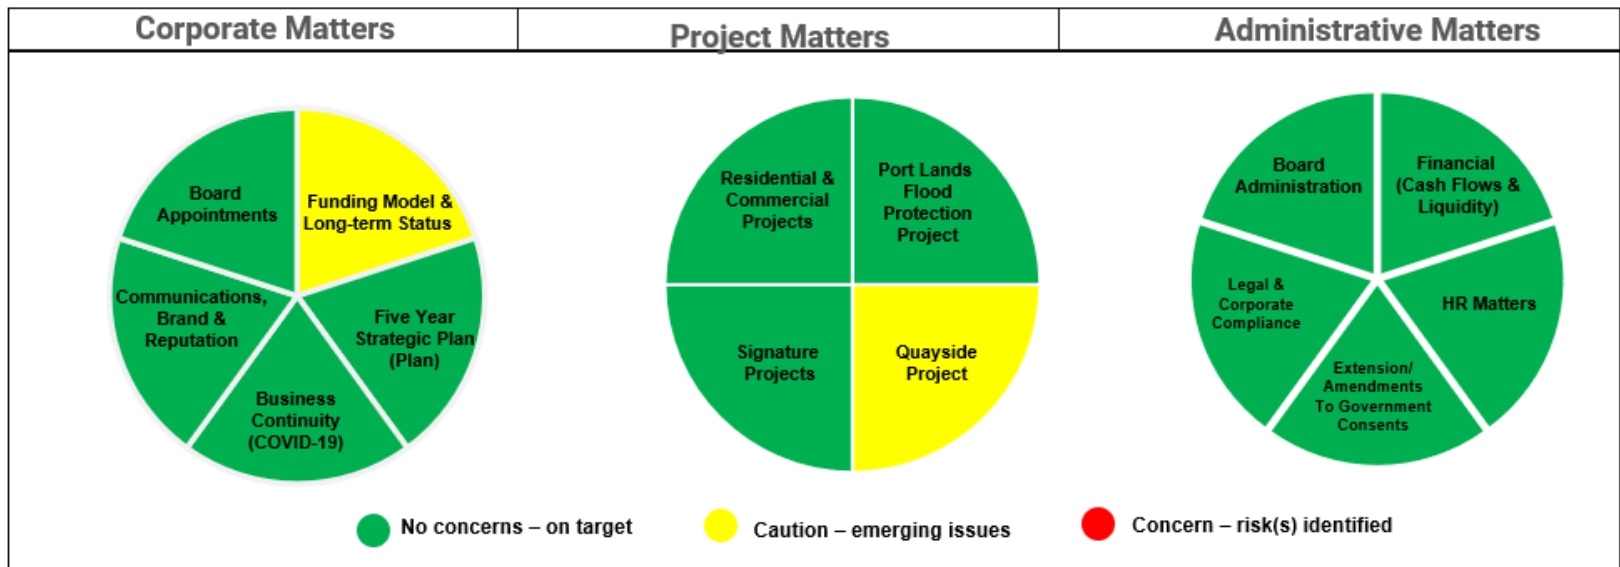 Corporate Matters
Project Matters
Administrative Matters
Board
Appointments
Funding Model &
Long-term Status
Communications,
Brand &
Reputation
Five Year
Strategic Plan
(Plan)
Business
Continuity
(COVID-19)
Residential &
Commercial
Projects
Port Lands
Flood
Protection
Project
Signature
Projects
Quayside
Project
Board
Administration
Financial
(Cash Flows &
Liquidity)
Legal &
Corporate
Compliance
HR Matters
Extension/
Amendments
To Government
Consents
No concerns – on target
Caution – emerging issues
Concern – risk(s) identified